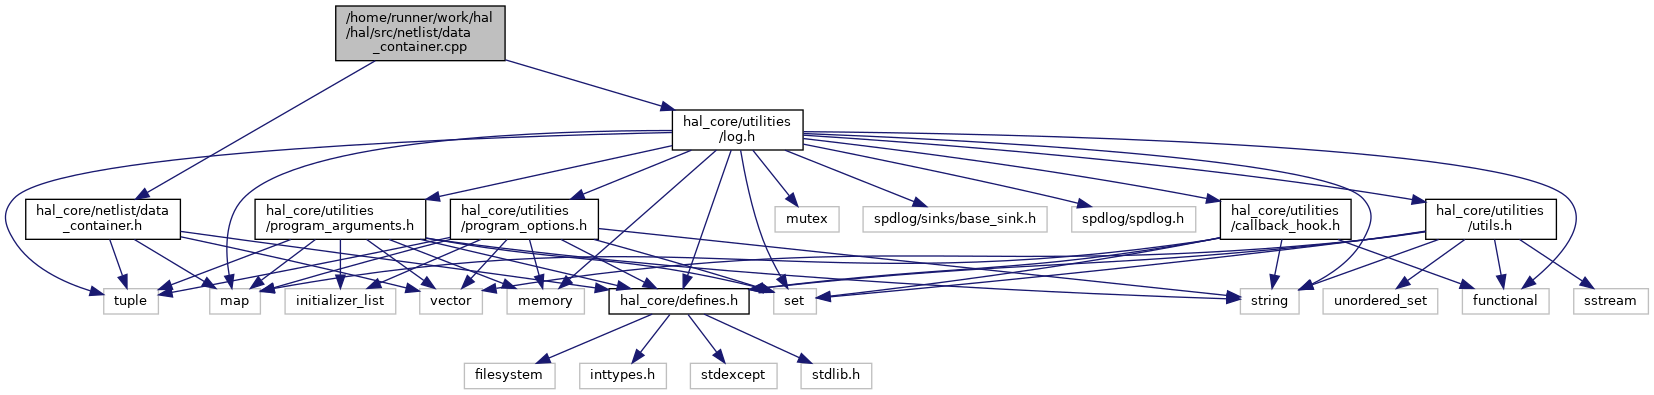 /home/runner/work/hal
/hal/src/netlist/data
_container.cpp
hal_core/utilities
/log.h
hal_core/netlist/data
_container.h
hal_core/utilities
/program_arguments.h
hal_core/utilities
/program_options.h
mutex
spdlog/sinks/base_sink.h
spdlog/spdlog.h
hal_core/utilities
/callback_hook.h
hal_core/utilities
/utils.h
tuple
map
initializer_list
vector
memory
hal_core/defines.h
set
string
unordered_set
functional
sstream
filesystem
inttypes.h
stdexcept
stdlib.h